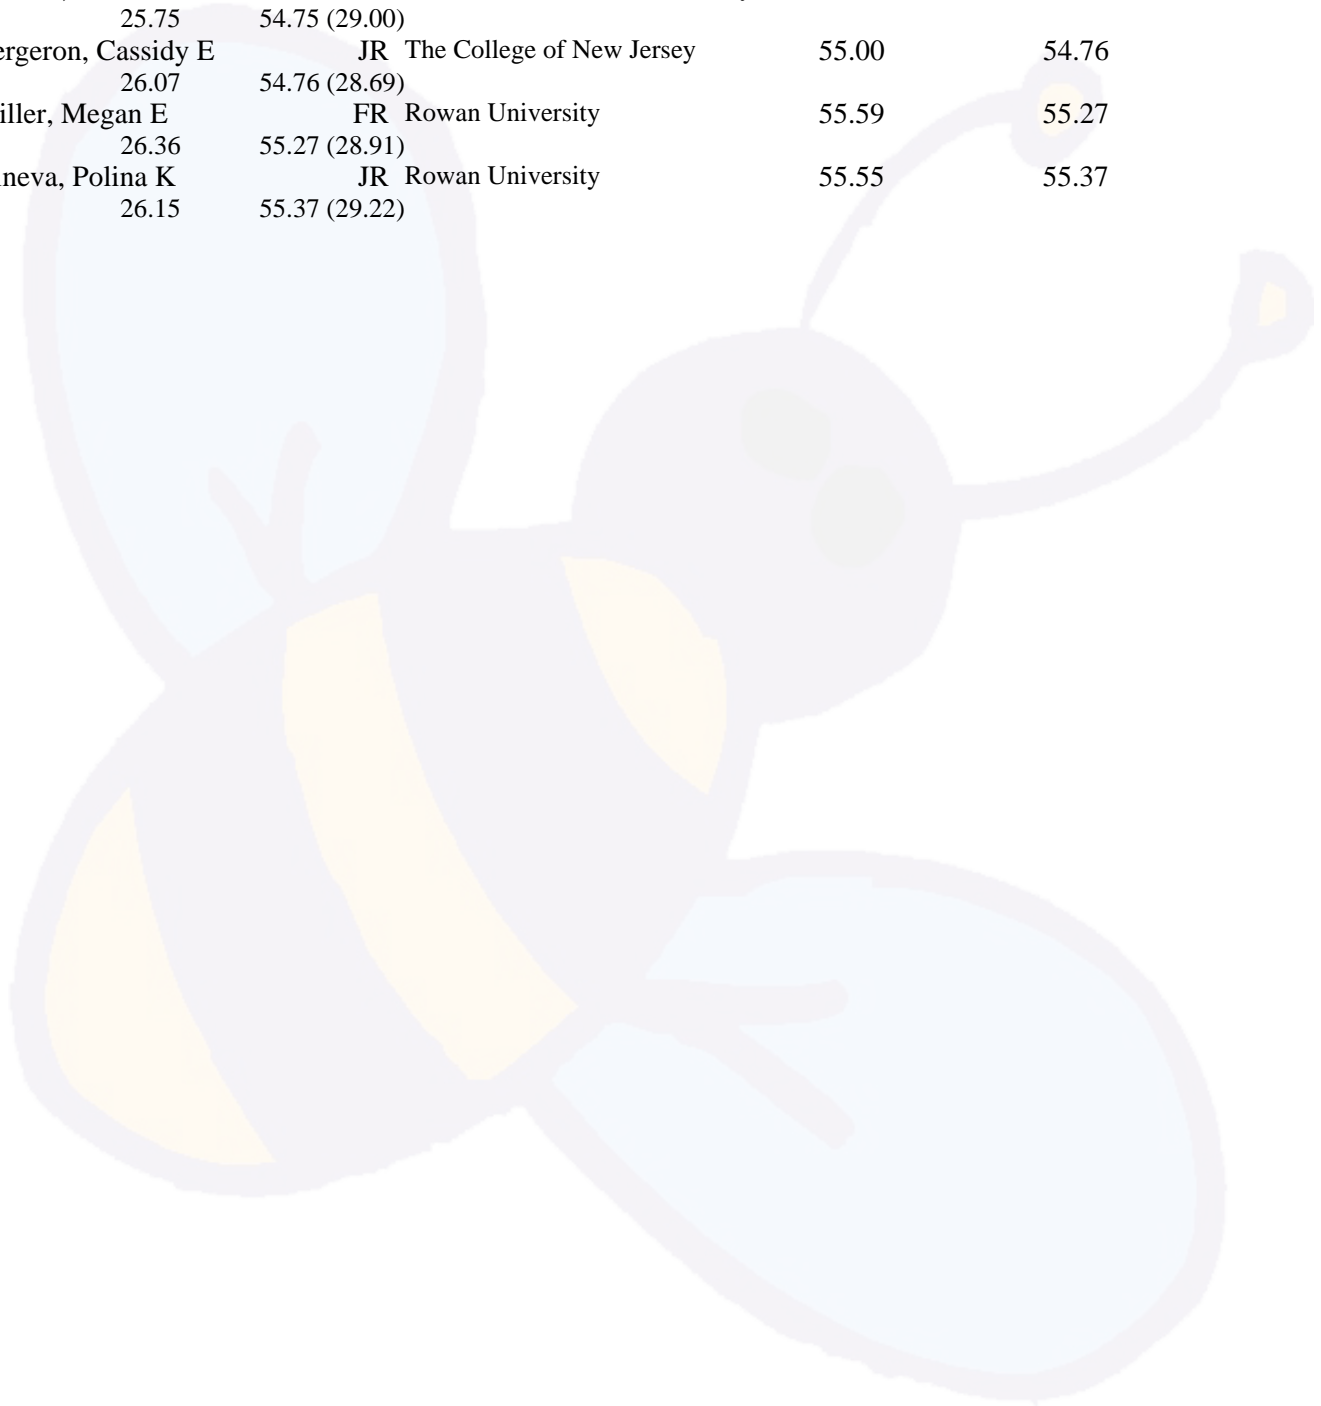 25.75 54.75 (29.00)
ergeron, Cassidy E JR The College of New Jersey 55.00 54.76
26.07 54.76 (28.69)
iller, Megan E FR Rowan University 55.59 55.27
26.36 55.27 (28.91)
neva, Polina K JR Rowan University 55.55 55.37
26.15 55.37 (29.22)